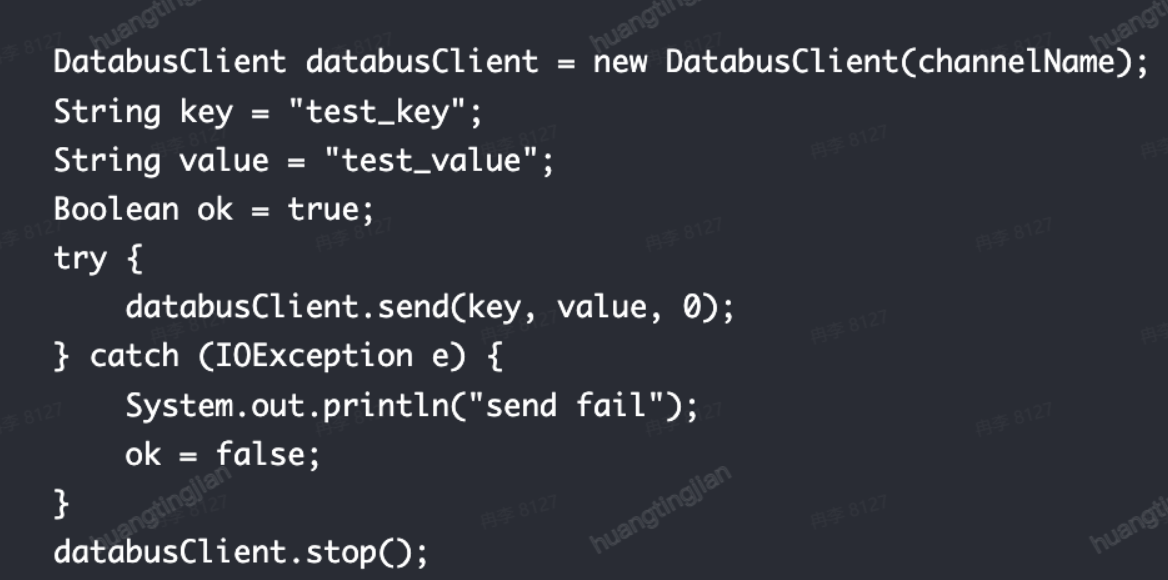 DatabusClient databusClient = new DatabusClient(channelName);
String key = "test_key";
String value = "test_value";
Boolean ok = true;
try {
    databusClient.send(key, value, 0);
} catch (IOException e) {
    System.out.println("send fail");
    ok = false;
}
databusClient.stop();
huangtingjian
冉李 8127